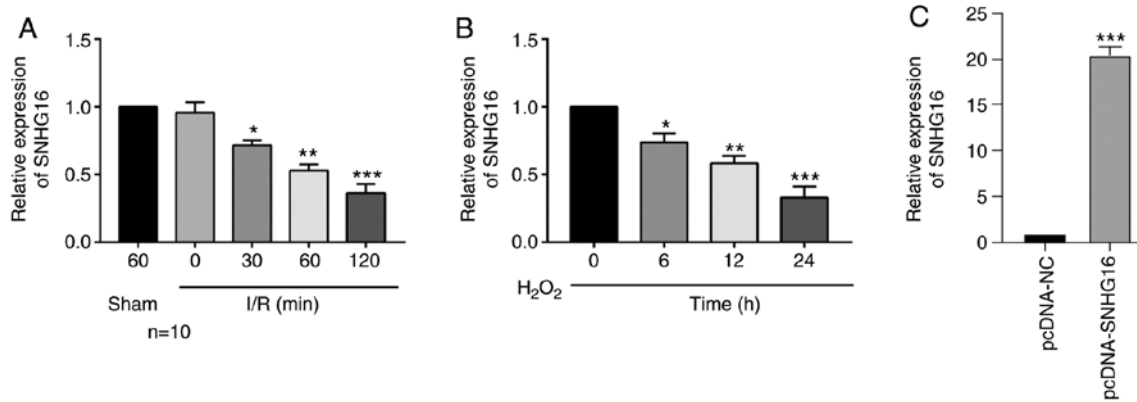 A
Relative expression
of SNHG16
1.5
1.0
0.5
0.0
*
**
***
60
0
30
60
120
Sham
I/R (min)
n=10
B
Relative expression
of SNHG16
1.5
1.0
0.5
0.0
*
**
***
0
6
12
24
H₂O₂
Time (h)
C
Relative expression
of SNHG16
25
20
15
10
5
0
***
pcDNA-NC
pcDNA-SNHG16